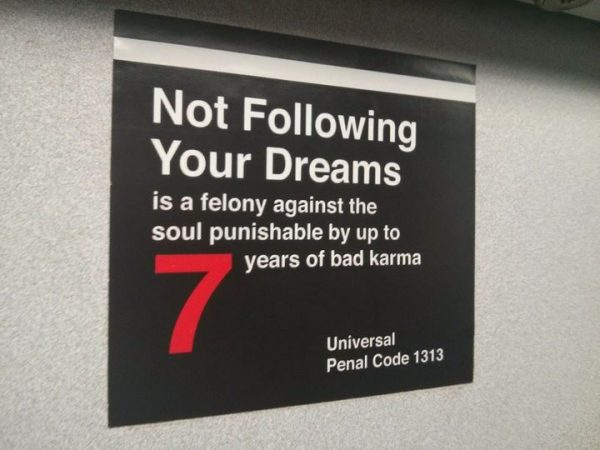 Not Following
Your Dreams
is a felony against the
soul punishable by up to
7 years of bad karma
Universal
Penal Code 1313